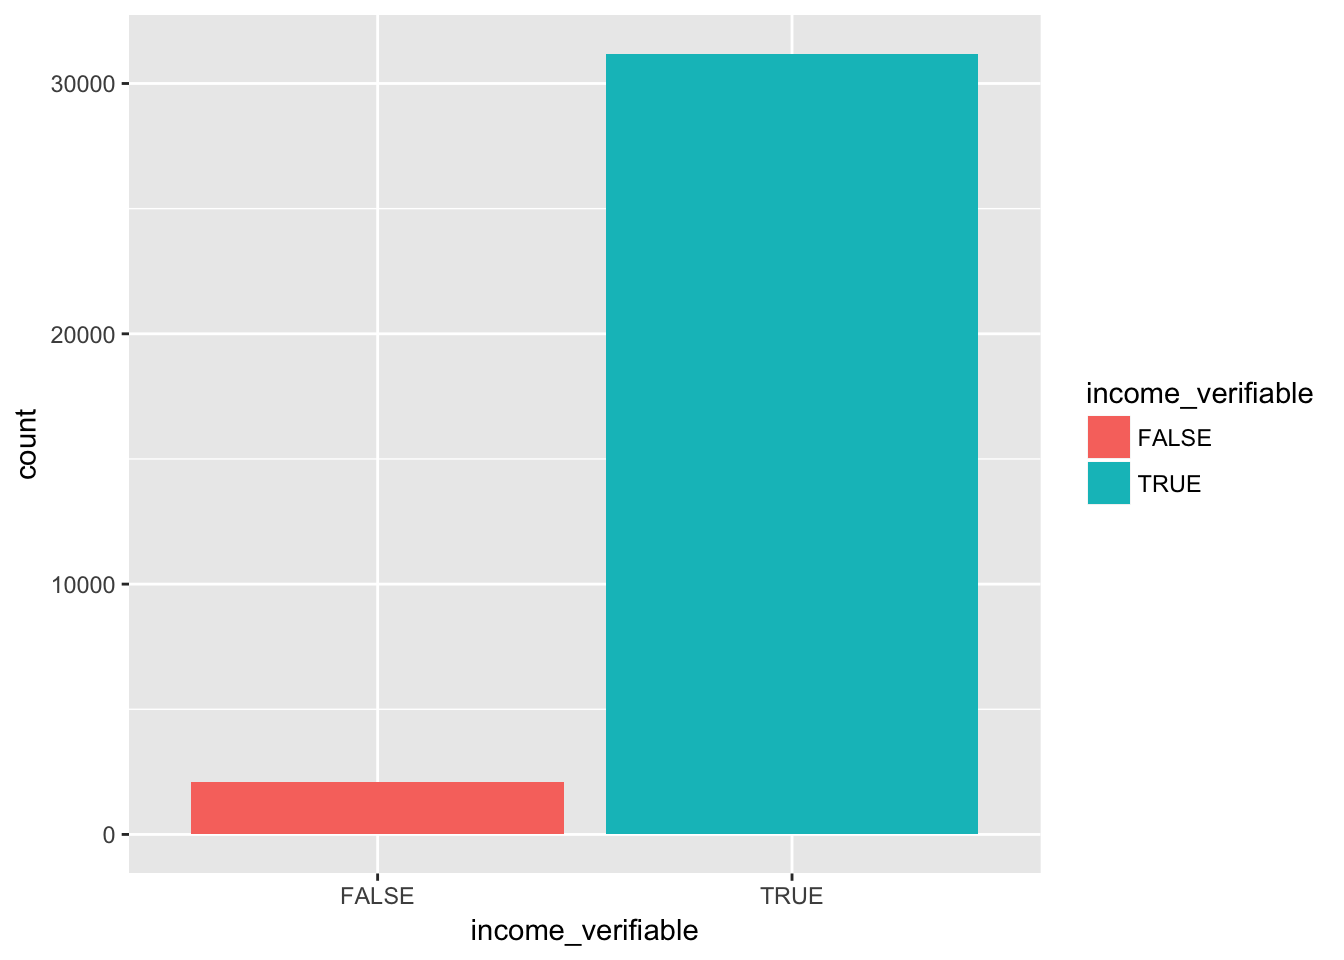 30000
20000
10000
0
count
FALSE
TRUE
income_verifiable
income_verifiable
FALSE
TRUE